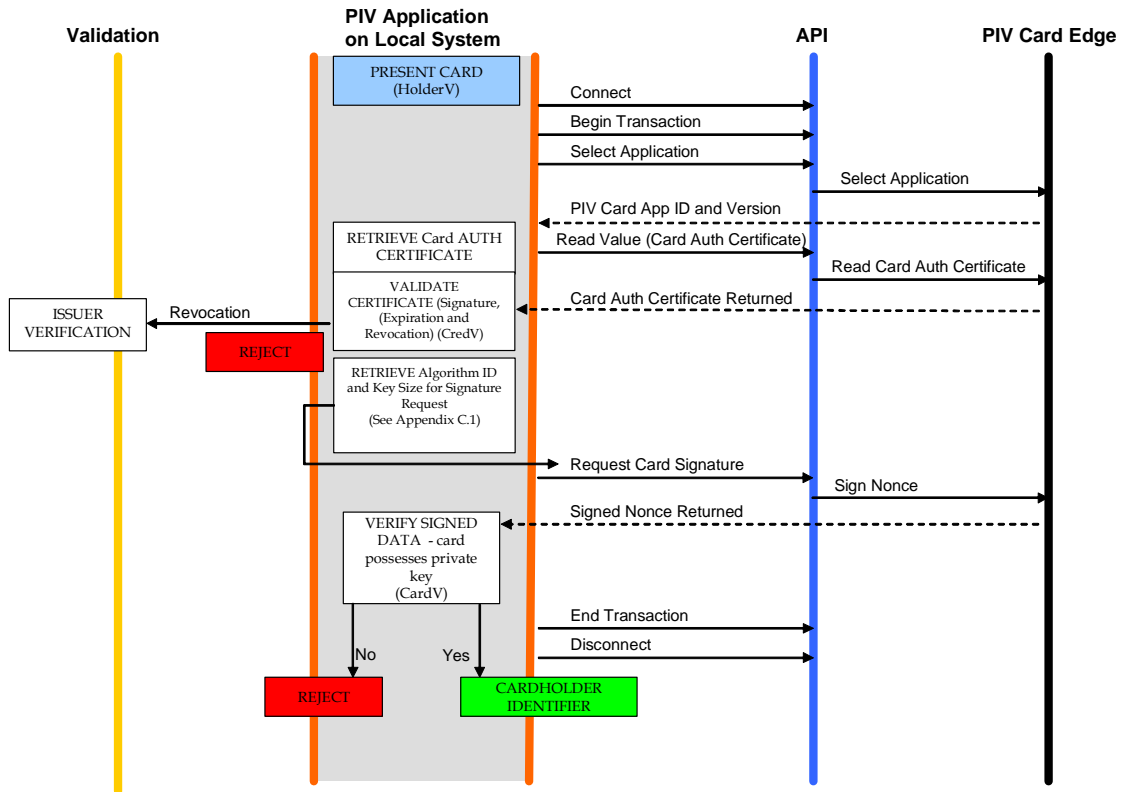 Validation
PIV Application
on Local System
API
PIV Card Edge
PRESENT CARD
(HolderV)
Connect
Begin Transaction
Select Application
Select Application
PIV Card App ID and Version
RETRIEVE Card AUTH
CERTIFICATE
Read Value (Card Auth Certificate)
Read Card Auth Certificate
VALIDATE
CERTIFICATE (Signature,
(Expiration and
Revocation) (CredV)
Card Auth Certificate Returned
Revocation
ISSUER
VERIFICATION
REJECT
RETRIEVE Algorithm ID
and Key Size for Signature
Request
(See Appendix C.1)
Request Card Signature
Sign Nonce
Signed Nonce Returned
VERIFY SIGNED
DATA - card
possesses private
key
(CardV)
End Transaction
Disconnect
No
Yes
REJECT
CARDHOLDER
IDENTIFIER